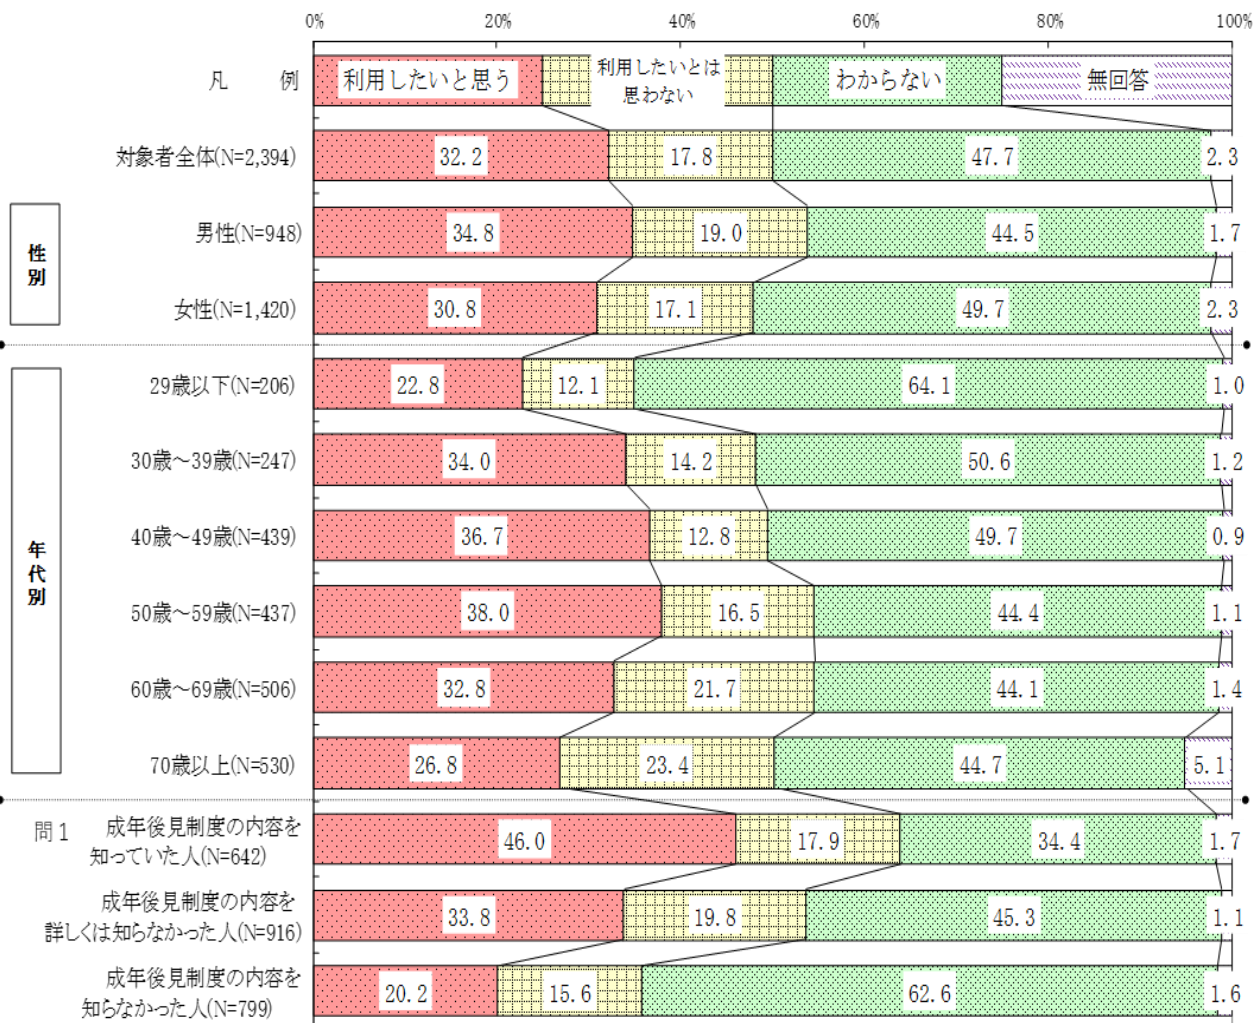 0% 20% 40% 60% 80% 100%
凡 例 利用したいと思う 利用したいとは 思わない わからない 無回答
対象者全体(N=2,394) 32.2 17.8 47.7 2.3
性別
男性(N=948) 34.8 19.0 44.5 1.7
女性(N=1,420) 30.8 17.1 49.7 2.3
年代別
29歳以下(N=206) 22.8 12.1 64.1 1.0
30歳～39歳(N=247) 34.0 14.2 50.6 1.2
40歳～49歳(N=439) 36.7 12.8 49.7 0.9
50歳～59歳(N=437) 38.0 16.5 44.4 1.1
60歳～69歳(N=506) 32.8 21.7 44.1 1.4
70歳以上(N=530) 26.8 23.4 44.7 5.1
問1 成年後見制度の内容を
知っていた人(N=642) 46.0 17.9 34.4 1.7
成年後見制度の内容を
詳しくは知らなかった人(N=916) 33.8 19.8 45.3 1.1
成年後見制度の内容を
知らなかった人(N=799) 20.2 15.6 62.6 1.6